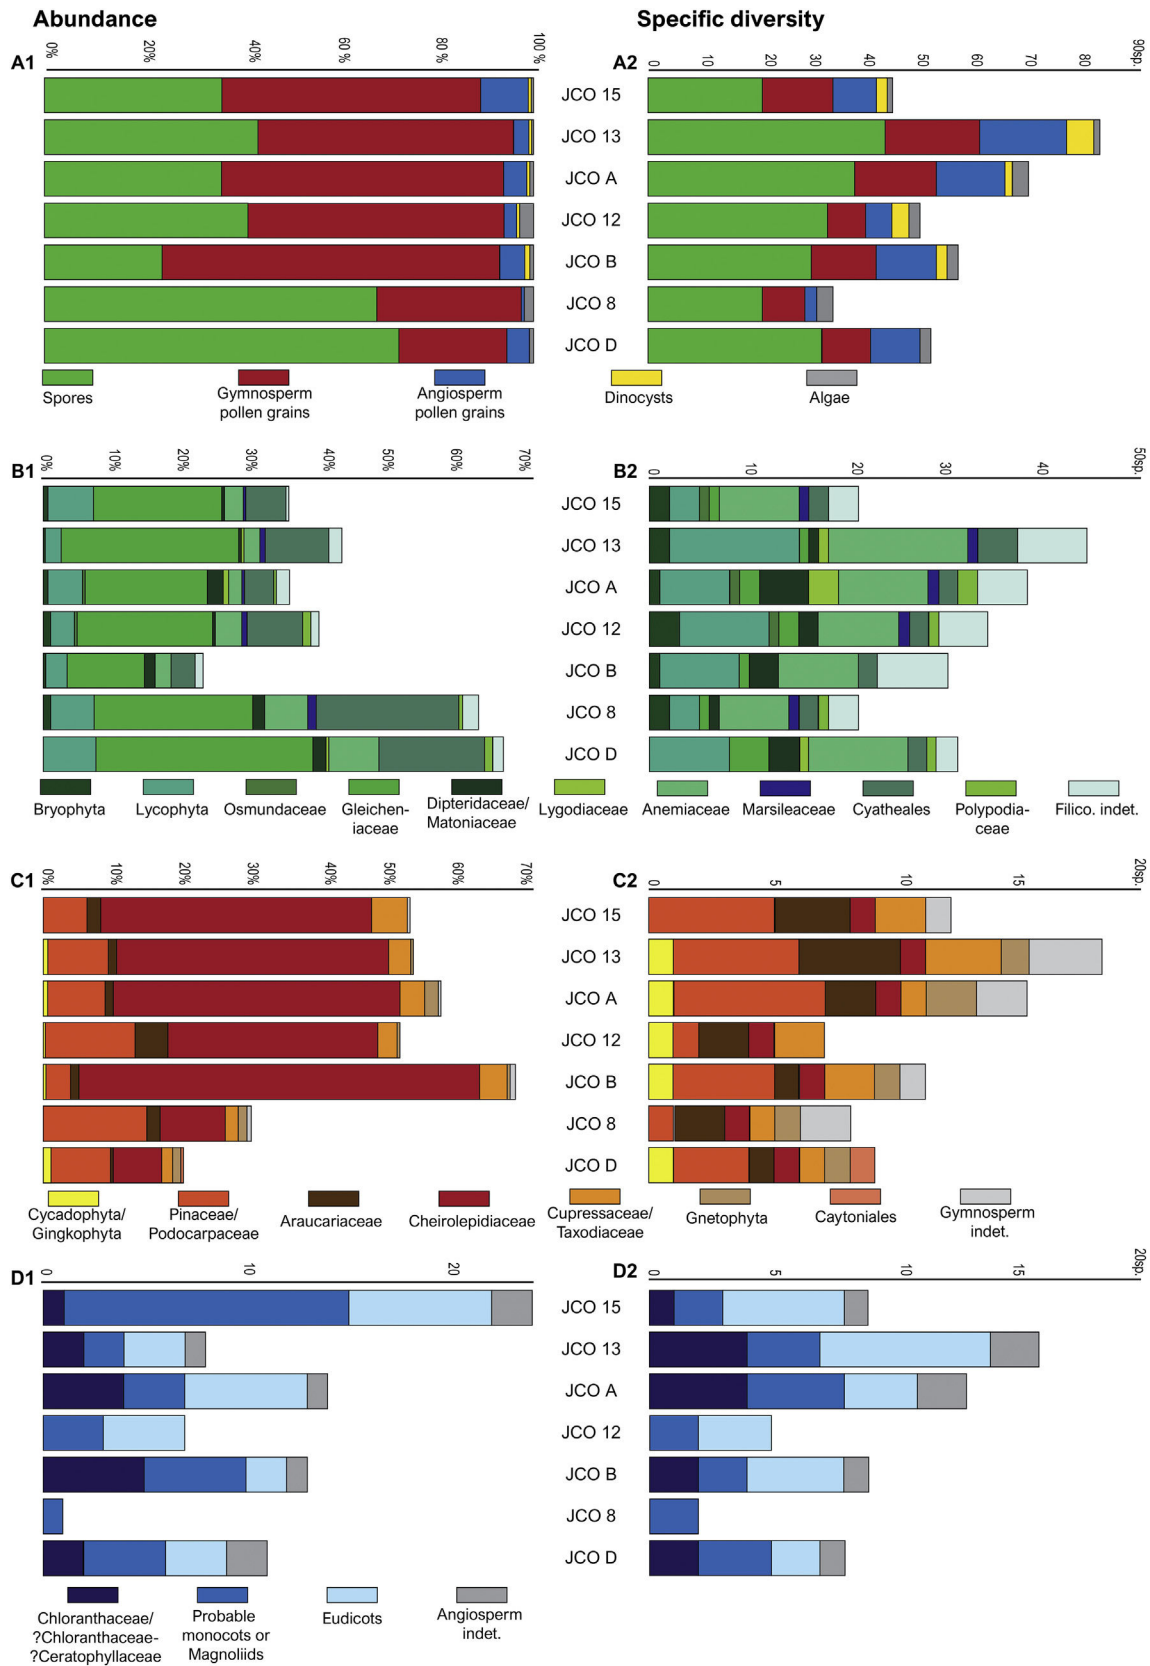 Abundance
Specific diversity
A1
0%
20%
40%
60%
80%
100 %
A2
0
10
20
30
40
50
60
70
80
90sp.
JCO 15
JCO 13
JCO A
JCO 12
JCO B
JCO 8
JCO D
Spores
Gymnosperm
pollen grains
Angiosperm
pollen grains
Dinocysts
Algae
B1
0%
10%
20%
30%
40%
50%
60%
70%
B2
0
10
20
30
40
50sp.
JCO 15
JCO 13
JCO A
JCO 12
JCO B
JCO 8
JCO D
Bryophyta
Lycophyta
Osmundaceae
Gleichen-
iaceae
Dipteridaceae/
Matoniaceae
Lygodiaceae
Anemiaceae
Marsileaceae
Cyatheales
Polypodia-
ceae
Filico. indet.
C1
0%
10%
20%
30%
40%
50%
60%
70%
C2
0
5
10
15
20sp.
JCO 15
JCO 13
JCO A
JCO 12
JCO B
JCO 8
JCO D
Cycadophyta/
Gingkophyta
Pinaceae/
Podocarpaceae
Araucariaceae
Cheirolepidiaceae
Cupressaceae/
Taxodiaceae
Gnetophyta
Caytoniales
Gymnosperm
indet.
D1
0
10
20
D2
0
5
10
15
20sp.
JCO 15
JCO 13
JCO A
JCO 12
JCO B
JCO 8
JCO D
Chloranthaceae/
?Chloranthaceae-
?Ceratophyllaceae
Probable
monocots or
Magnoliids
Eudicots
Angiosperm
indet.